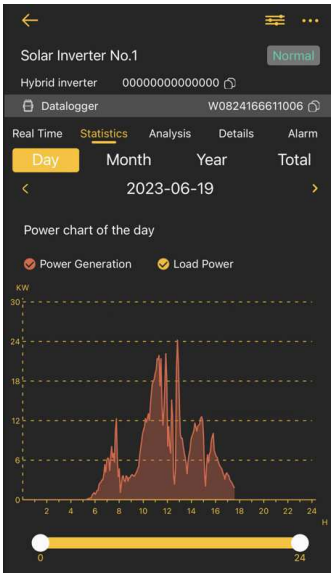 Solar Inverter No.1 Normal
Hybrid inverter 00000000000000
Datalogger W0824166611006
Real Time Statistics Analysis Details Alarm
Day Month Year Total
2023-06-19
Power chart of the day
Power Generation Load Power
KW
30
24
18
12
6
0
2 4 6 8 10 12 14 16 18 20 22 24
H
0 24